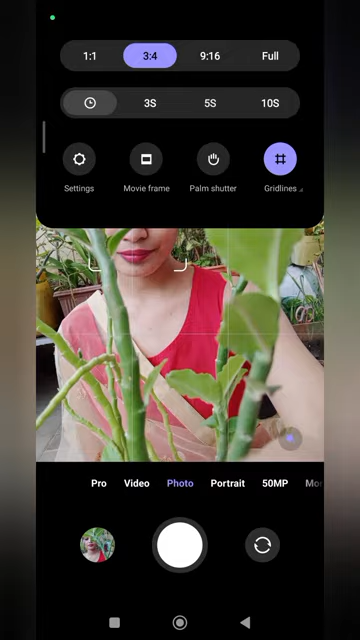 1:1 3:4 9:16 Full
3S 5S 10S
Settings Movie frame Palm shutter Gridlines
Pro Video Photo Portrait 50MP Mor